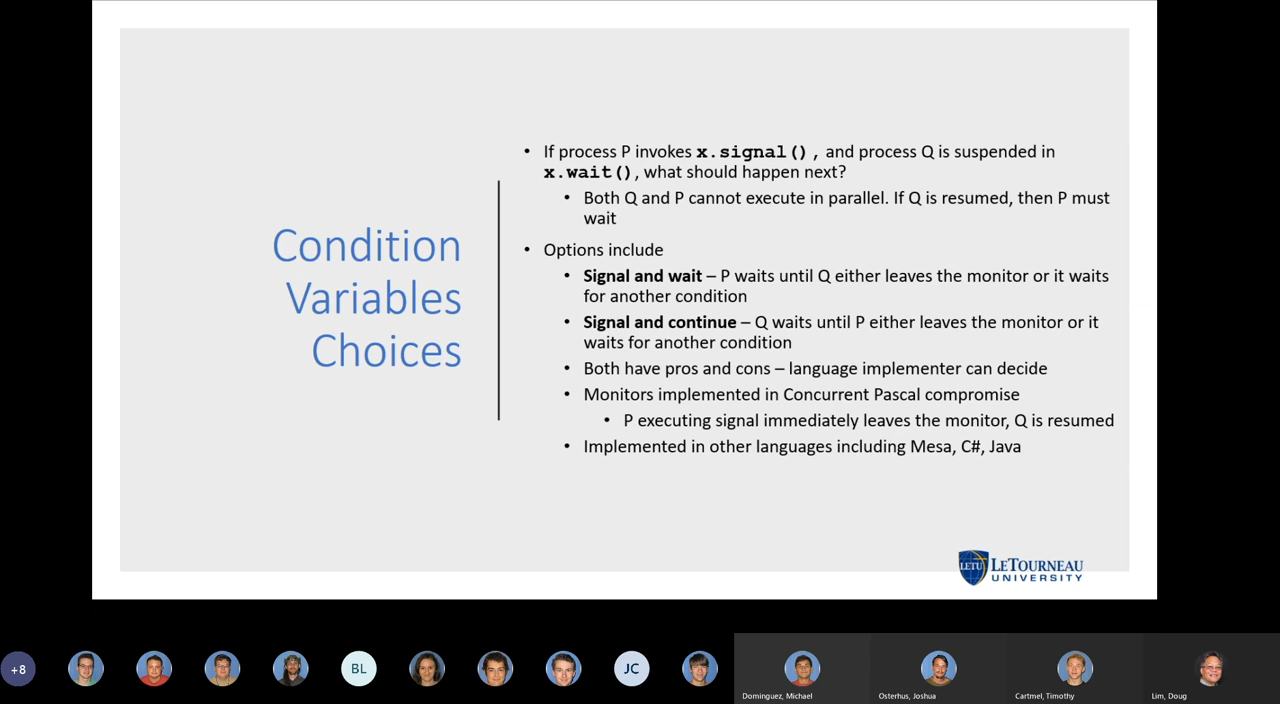 Condition
Variables
Choices
• If process P invokes x.signal(), and process Q is suspended in
x.wait(), what should happen next?
• Both Q and P cannot execute in parallel. If Q is resumed, then P must
wait
• Options include
• Signal and wait – P waits until Q either leaves the monitor or it waits
for another condition
• Signal and continue – Q waits until P either leaves the monitor or it
waits for another condition
• Both have pros and cons – language implementer can decide
• Monitors implemented in Concurrent Pascal compromise
• P executing signal immediately leaves the monitor, Q is resumed
• Implemented in other languages including Mesa, C#, Java
LETU
LETOURNEAU
UNIVERSITY
+8
BL
JC
Dominguez, Michael
Osterhus, Joshua
Cartmel, Timothy
Lim, Doug